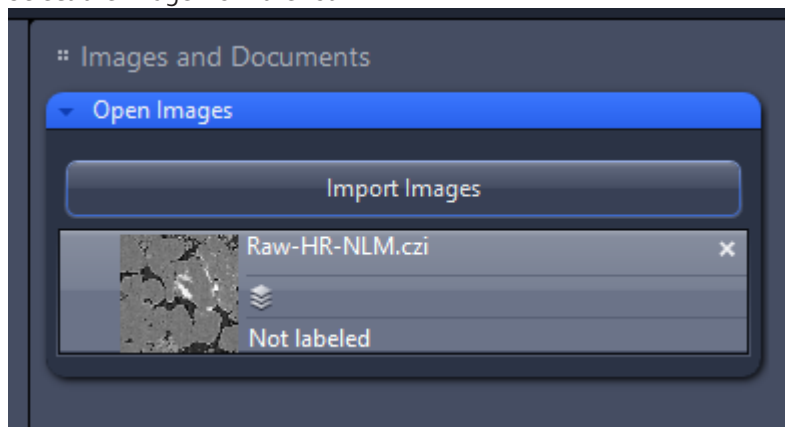 Images and Documents
Open Images
Import Images
Raw-HR-NLM.czi
Not labeled